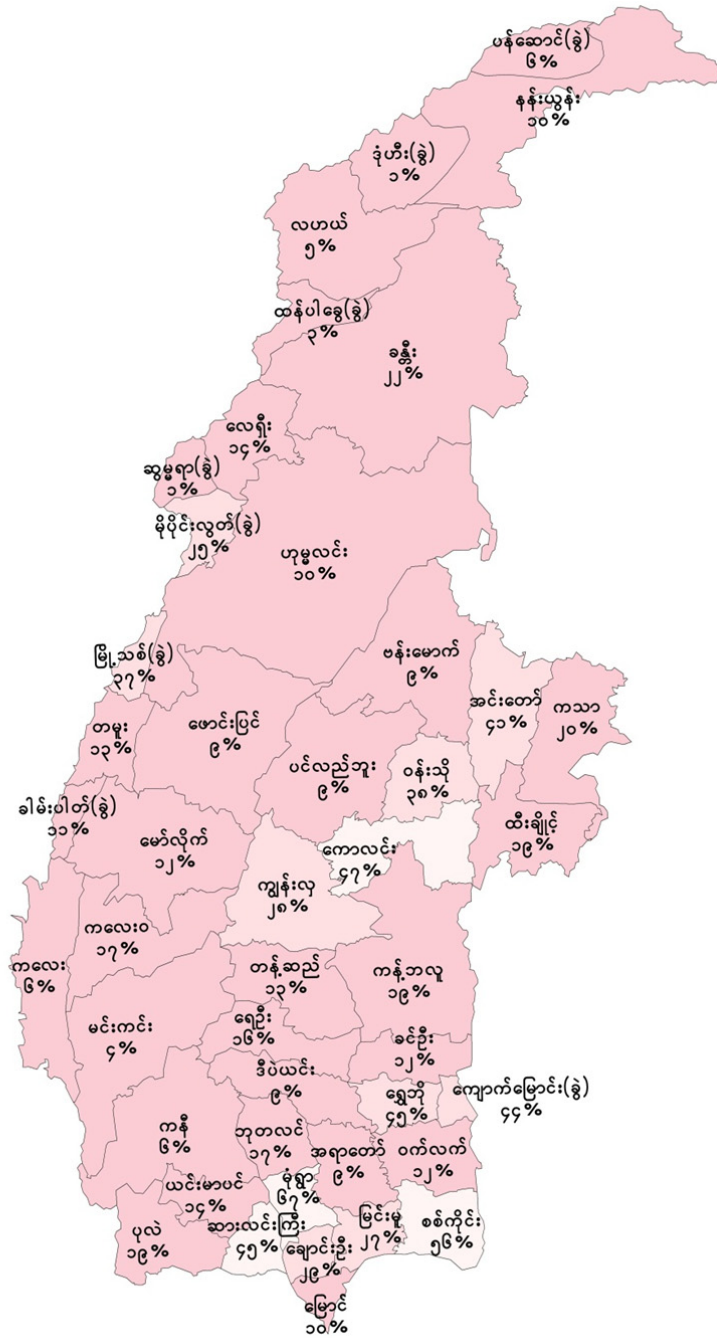 ပန်ဆောင်(ခွဲ)
၆%
နန်းယွန်း
၁၀%
ဒုံဟီး(ခွဲ)
၁%
လဟယ်
၅%
ထန်ပါခွေ(ခွဲ)
၃%
ခန္တီး
၂၂%
လေရှီး
၁၄%
ဆွမ္မရာ(ခွဲ)
၁%
မိုပိုင်းလွတ်(ခွဲ)
၂၅%
ဟုမ္မလင်း
၁၀%
မြို့သစ်(ခွဲ)
၃၇%
ဗန်းမောက်
၉%
အင်းတော်
၄၁%
ကသာ
၂၀%
တမူး
၁၃%
ဖောင်းပြင်
၉%
ပင်လည်ဘူး
၉%
ဝန်းသို
၃၈%
ခါမ်းပါတ်(ခွဲ)
၁၁%
မော်လိုက်
၁၂%
ကောလင်း
၄၇%
ထီးချိုင့်
၁၉%
ကျွန်းလှ
၂၈%
ကလေးဝ
၁၇%
ကလေး
၆%
တန့်ဆည်
၁၃%
ကန့်ဘလူ
၁၉%
မင်းကင်း
၄%
ရေဦး
၁၆%
ခင်ဦး
၁၂%
ဒီပဲယင်း
၉%
ရွှေဘို
၄၅%
ကျောက်မြောင်း(ခွဲ)
၄၄%
ကနီ
၆%
ဘုတလင်
၁၇%
အရာတော်
၉%
ဝက်လက်
၁၂%
ယင်းမာပင်
၁၄%
မုံရွာ
၆၇%
ပုလဲ
၁၉%
ဆားလင်းကြီး
၄၅%
ချောင်းဦး
၂၉%
မြင်းမူ
၂၇%
စစ်ကိုင်း
၅၆%
မြောင်
၁၀%